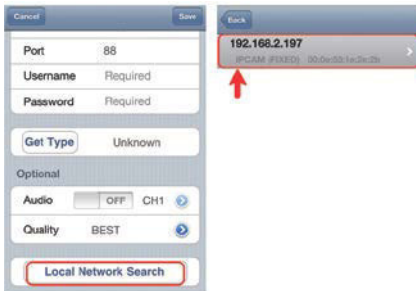 Cancel Save
Port 88
Username Required
Password Required
Get Type Unknown
Optional
Audio OFF CH1
Quality BEST
Local Network Search
Back
192.168.2.197
IPCAM (FIXED)